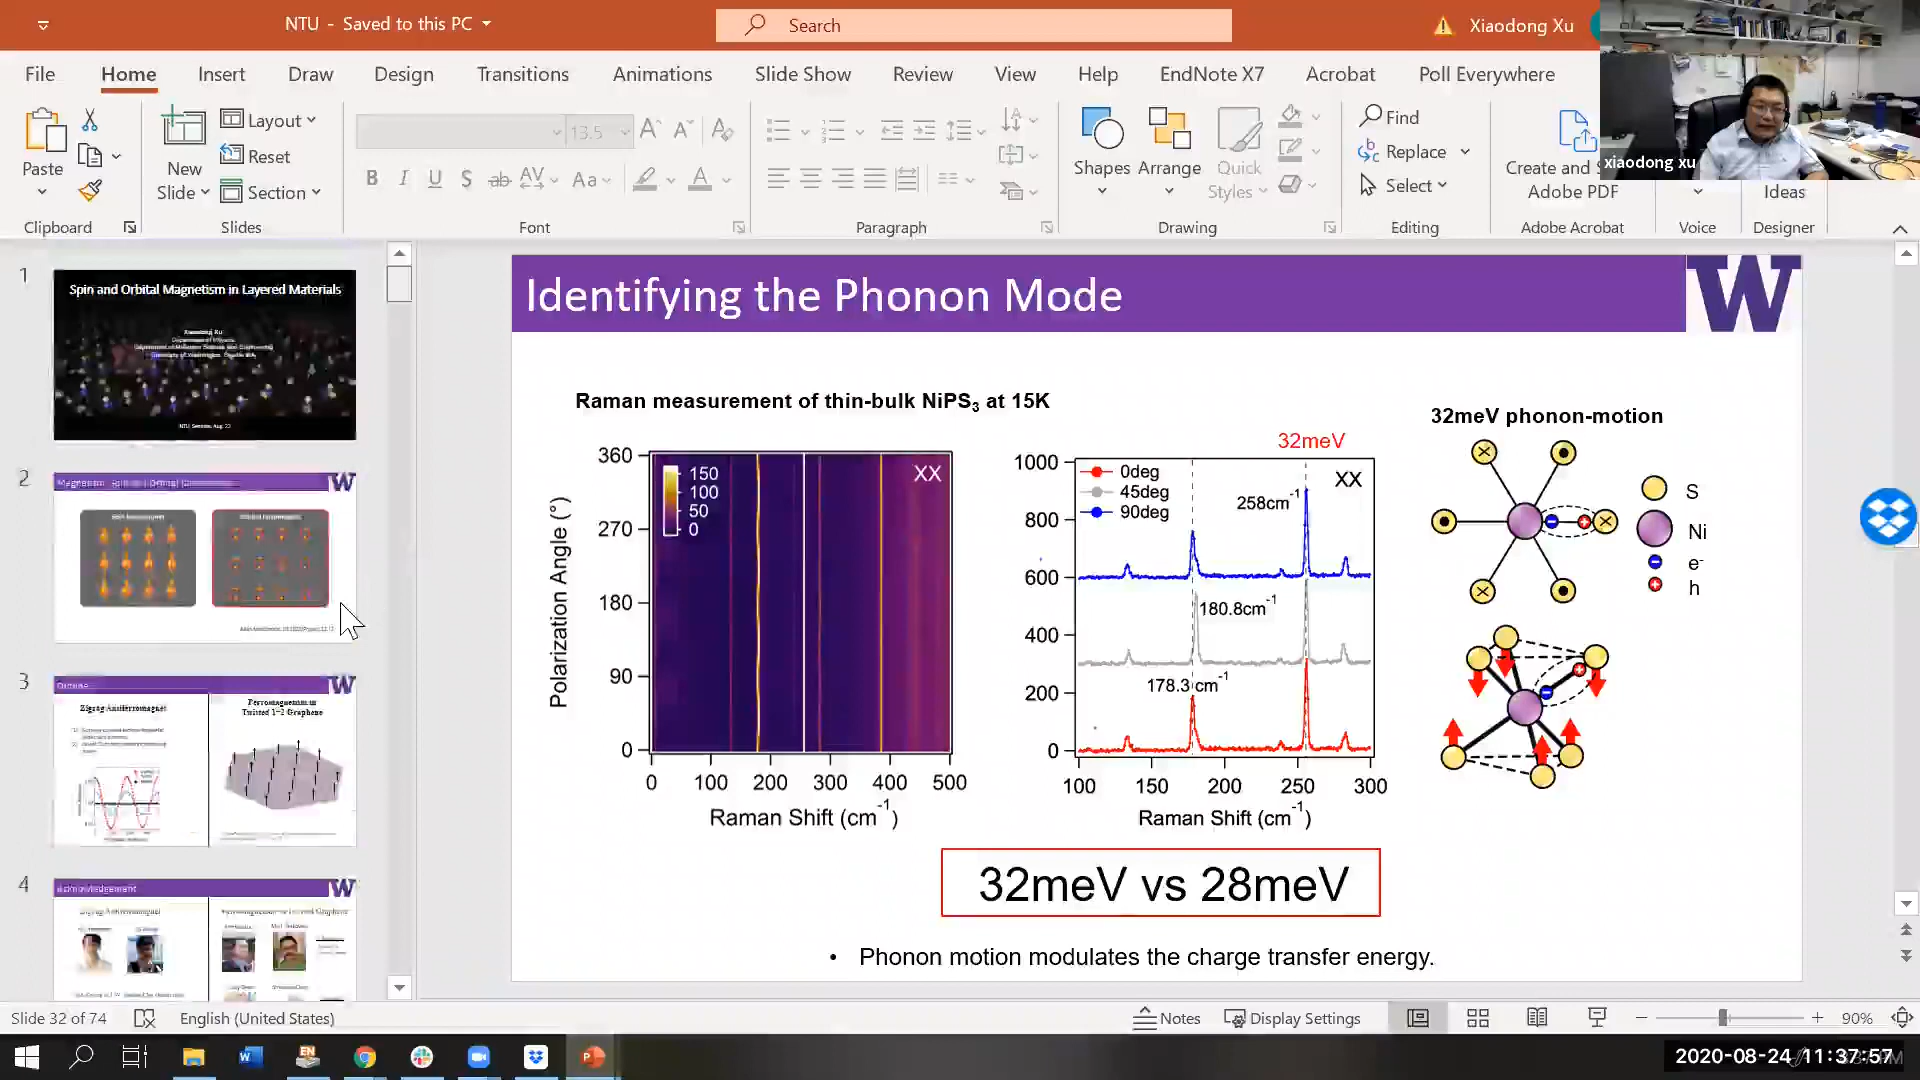 NTU - Saved to this PC
Search
Xiaodong Xu
File Home Insert Draw Design Transitions Animations Slide Show Review View Help EndNote X7 Acrobat Poll Everywhere
Paste
New
Slide
Layout
Reset
Section
13.5
Find
Replace
Select
Shapes
Arrange
Quick
Styles
Create and
Adobe PDF
Ideas
xiaodong xu
Clipboard Slides Font Paragraph Drawing Editing Adobe Acrobat Voice Designer
1
Spin and Orbital Magnetism in Layered Materials
2
3
Zigzag Antiferromagnet
Ferromagnetism in
Twisted 1+2 Graphene
4
Acknowledgement
Identifying the Phonon Mode
W
Raman measurement of thin-bulk NiPS3 at 15K
360
270
180
90
0
Polarization Angle (°)
150
100
50
0
XX
0 100 200 300 400 500
Raman Shift (cm-1)
32meV
1000
800
600
400
200
0
0deg
45deg
90deg
XX
258cm-1
180.8cm-1
178.3 cm-1
100 150 200 250 300
Raman Shift (cm-1)
32meV phonon-motion
S
Ni
e-
h
32meV vs 28meV
• Phonon motion modulates the charge transfer energy.
Slide 32 of 74
English (United States)
Notes
Display Settings
90%
2020-08-24 11:37:57